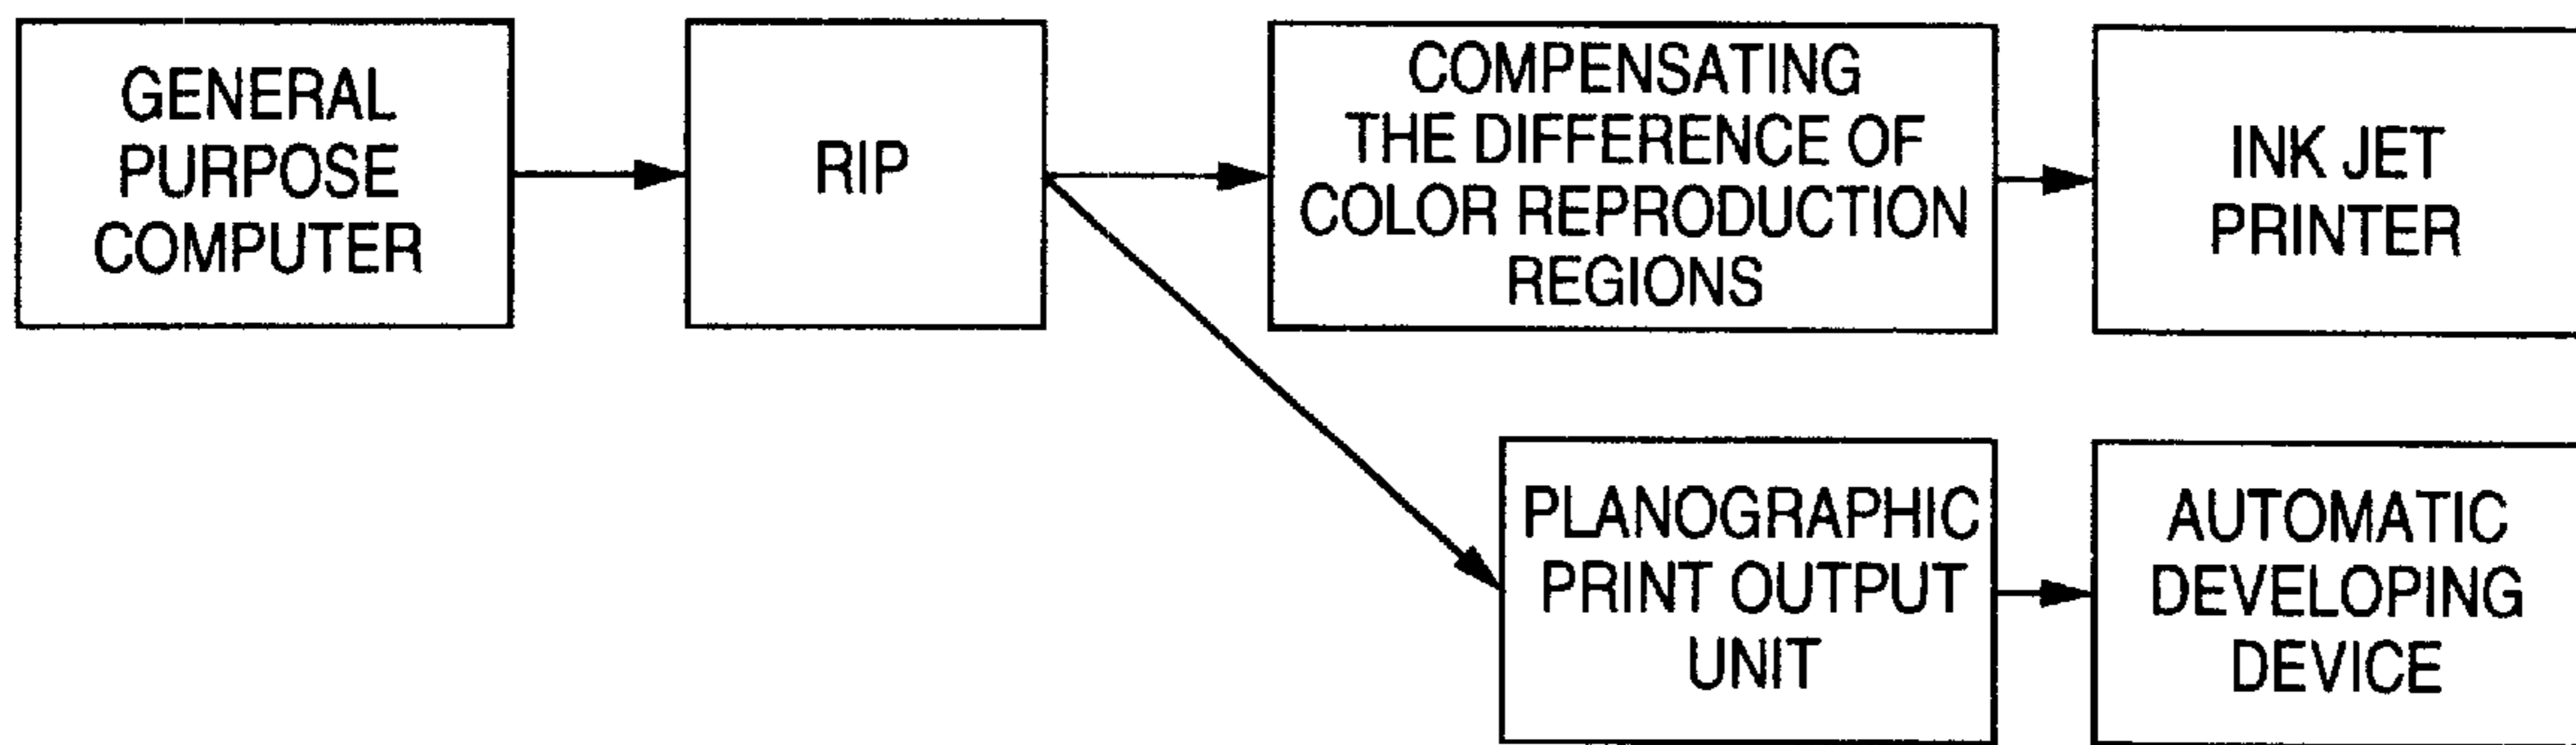 GENERAL
PURPOSE
COMPUTER
RIP
COMPENSATING
THE DIFFERENCE OF
COLOR REPRODUCTION
REGIONS
INK JET
PRINTER
PLANOGRAPHIC
PRINT OUTPUT
UNIT
AUTOMATIC
DEVELOPING
DEVICE